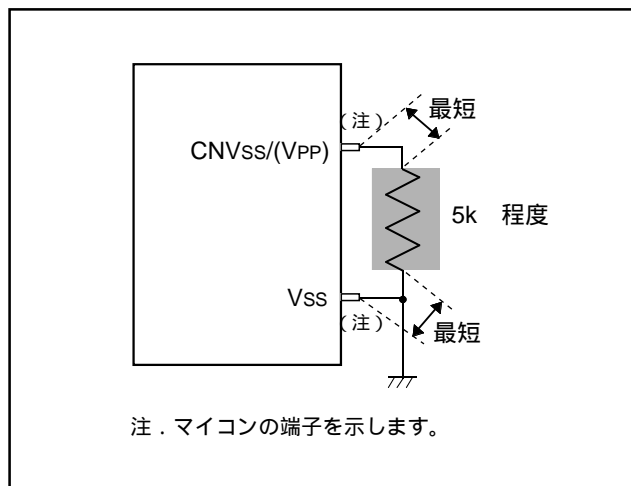 (注)
最短
CNVSS/(VPP)
5k 程度
VSS
(注)
最短
注．マイコンの端子を示します。